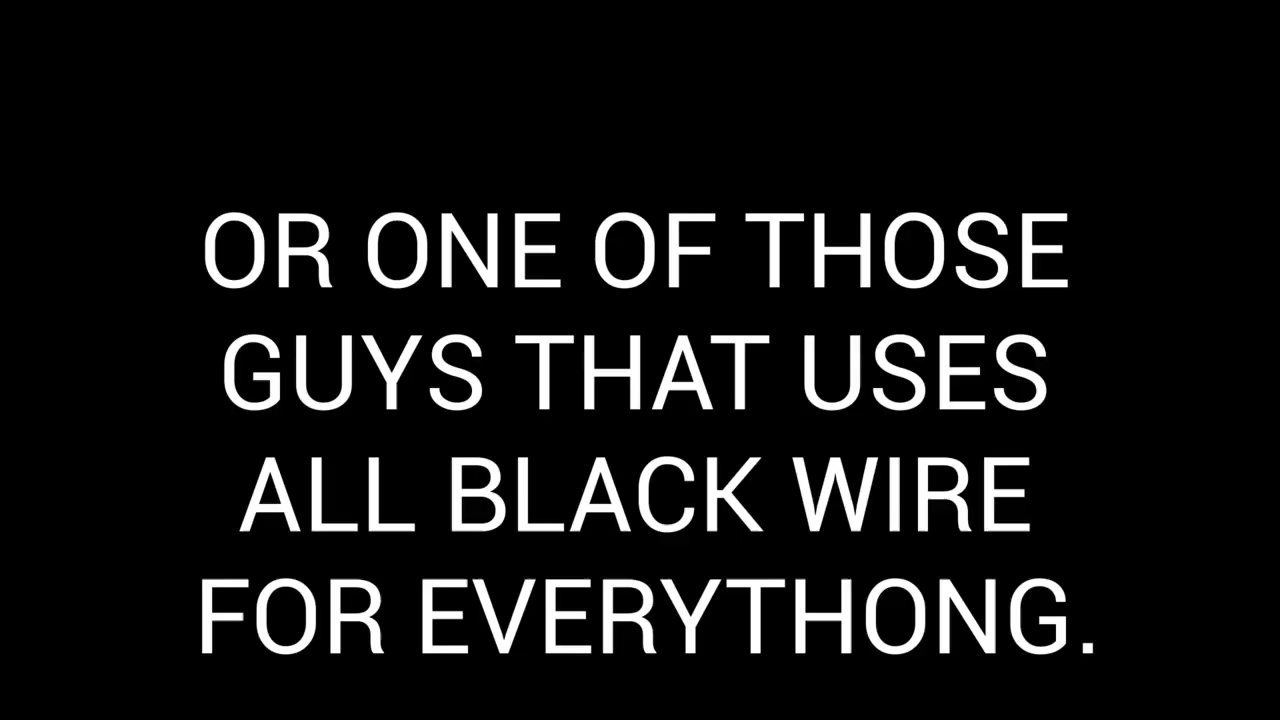 OR ONE OF THOSE
GUYS THAT USES
ALL BLACK WIRE
FOR EVERYTHONG.